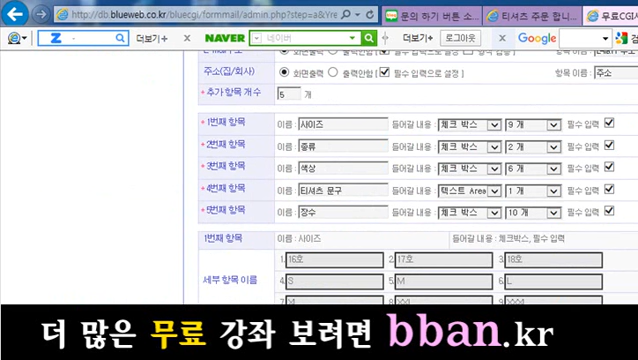 http://db.blueweb.co.kr/bluecgi/formmail/admin.php?step=a&Yre
문의 하기 버튼 소...
티셔츠 주문 합니...
무료CGI
Z 더보기 +
NAVER 네이버
더보기 + 로그아웃
Google
주소(집/회사) 화면출력 출력안함 [ 필수 입력으로 설정 ] 항목 이름 : 주소
* 추가 항목 개수 5 개
* 1번째 항목 이름 : 사이즈 들어갈 내용 : 체크 박스 9 개 필수 입력
* 2번째 항목 이름 : 종류 들어갈 내용 : 체크 박스 2 개 필수 입력
* 3번째 항목 이름 : 색상 들어갈 내용 : 체크 박스 6 개 필수 입력
* 4번째 항목 이름 : 티셔츠 문구 들어갈 내용 : 텍스트 Area 1 개 필수 입력
* 5번째 항목 이름 : 장수 들어갈 내용 : 체크 박스 10 개 필수 입력
1번째 항목 이름 : 사이즈 들어갈 내용 : 체크박스, 필수 입력
세부 항목 이름
1. 16호 2. 17호 3. 18호
4. S 5. M 6. L
더 많은 무료 강좌 보려면 bban.kr